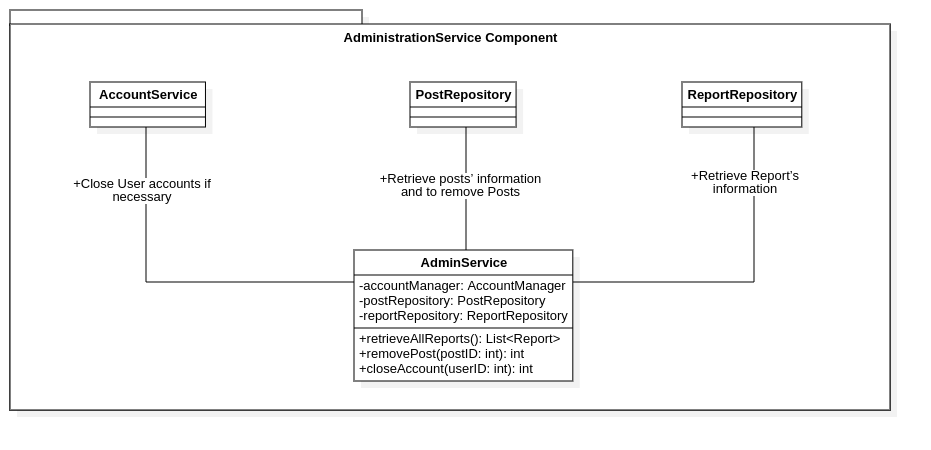 AdministrationService Component
AccountService
PostRepository
ReportRepository
+Close User accounts if
necessary
+Retrieve posts' information
and to remove Posts
+Retrieve Report's
information
AdminService
-accountManager: AccountManager
-postRepository: PostRepository
-reportRepository: ReportRepository
+retrieveAllReports(): List<Report>
+removePost(postID: int): int
+closeAccount(userID: int): int